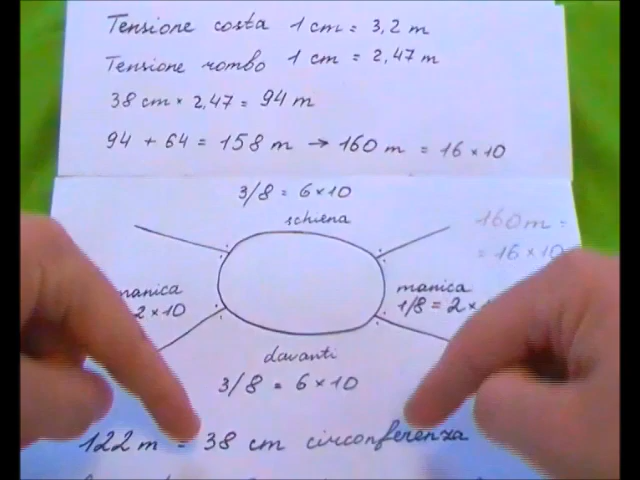 Tensione costa 1 cm = 3,2 m
Tensione rombo 1 cm = 2,47 m
38 cm × 2,47 = 94 m
94 + 64 = 158 m → 160 m = 16 × 10
3/8 = 6×10
schiena
160 m =
= 16×10
manica
2×10
manica
1/8 = 2×
davanti
3/8 = 6×10
122 m = 38 cm circonferenza